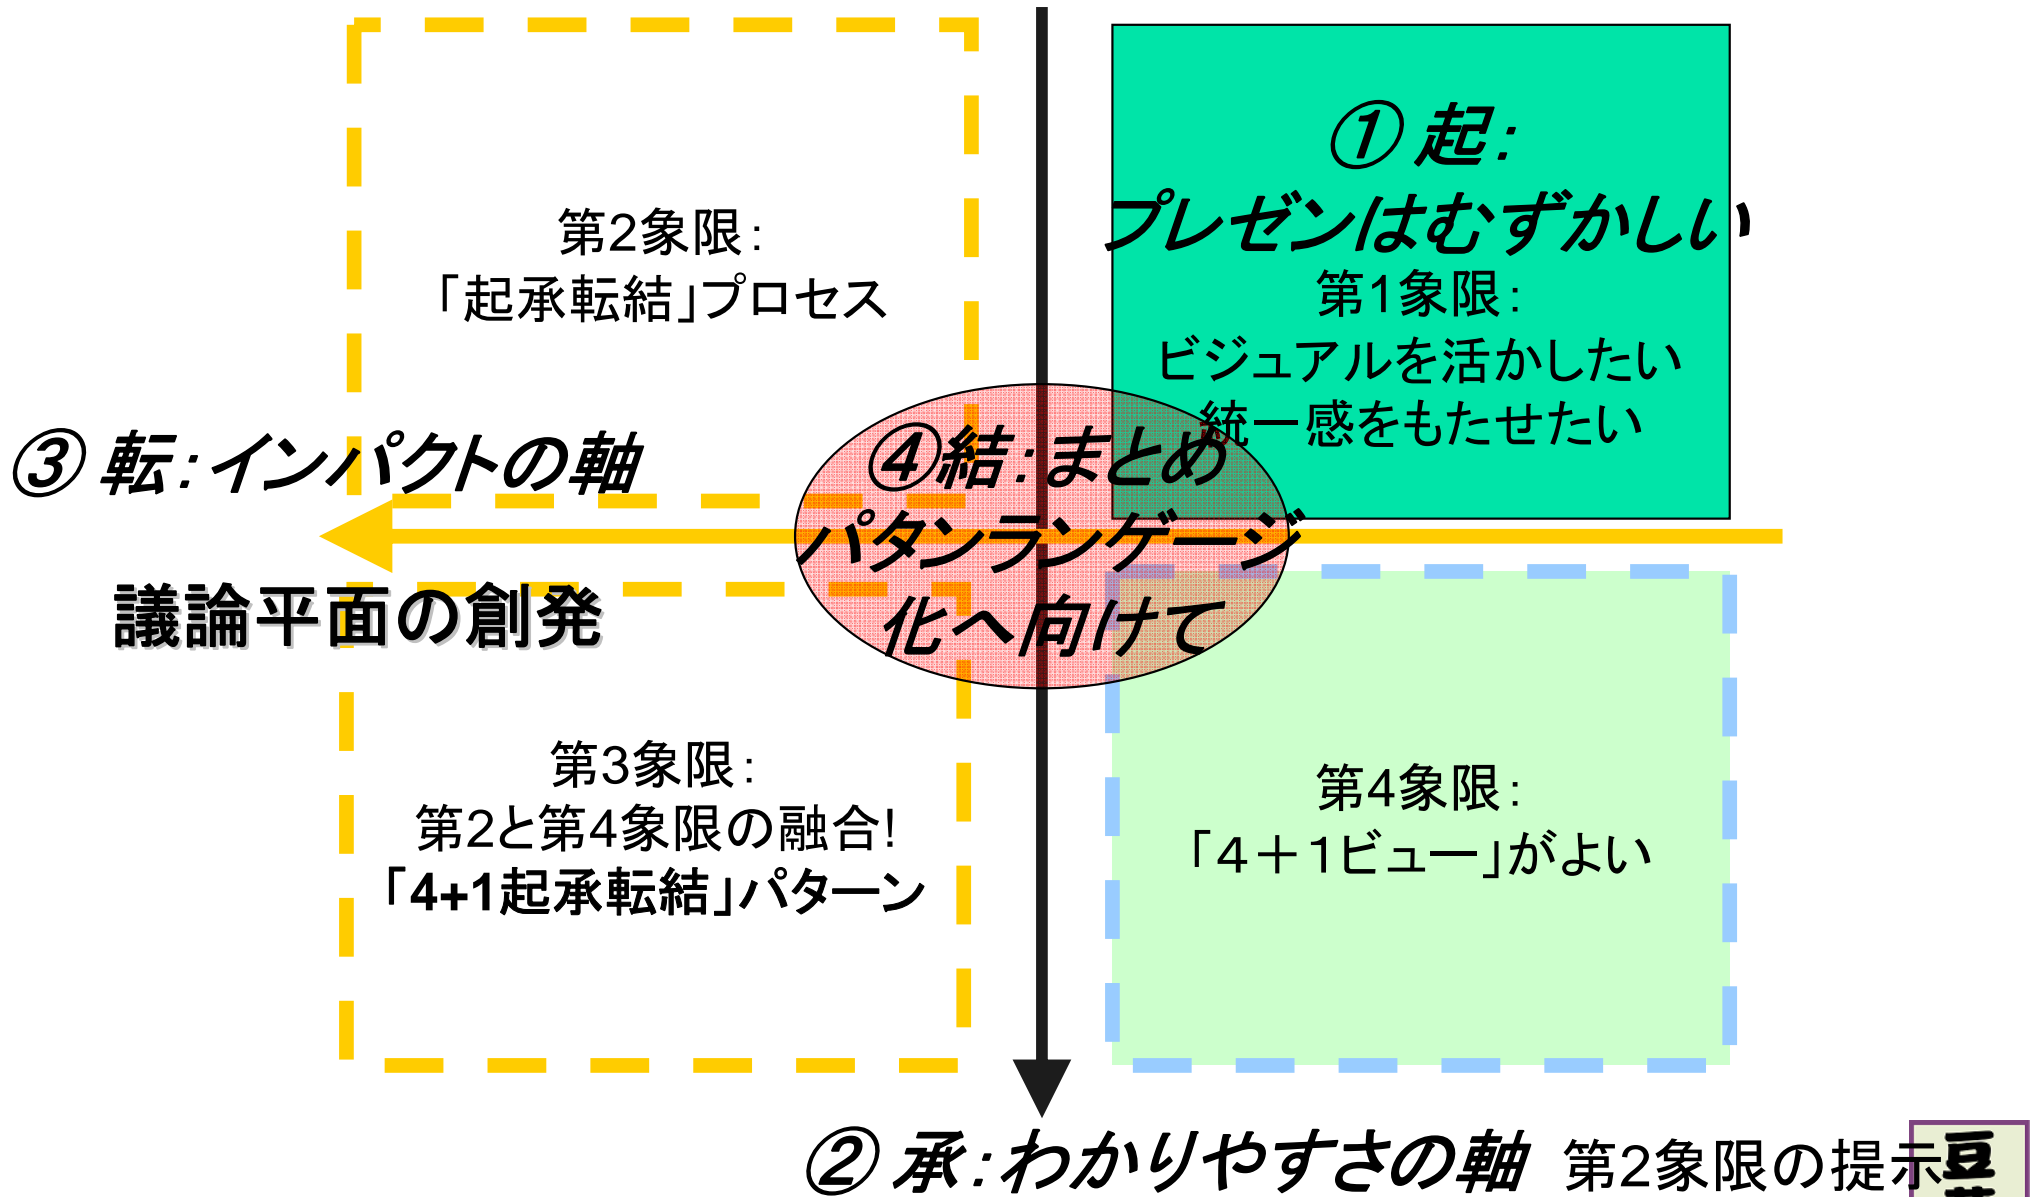 ① 起：
プレゼンはむずかしい
第1象限：
ビジュアルを活かしたい
統一感をもたせたい
第2象限：
「起承転結」プロセス
③ 転：インパクトの軸
議論平面の創発
④結：まとめ
パタンランゲージ
化へ向けて
第3象限：
第2と第4象限の融合！
「4+1起承転結」パターン
第4象限：
「4＋1ビュー」がよい
② 承：わかりやすさの軸
第2象限の提示
豆